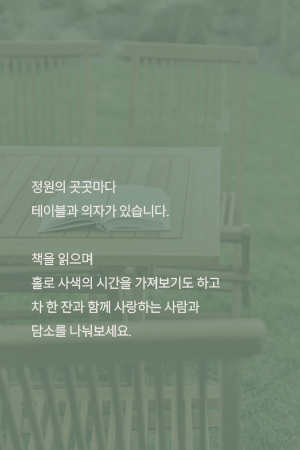 정원의 곳곳마다
테이블과 의자가 있습니다.
책을 읽으며
홀로 사색의 시간을 가져보기도 하고
차 한 잔과 함께 사랑하는 사람과
담소를 나눠보세요.